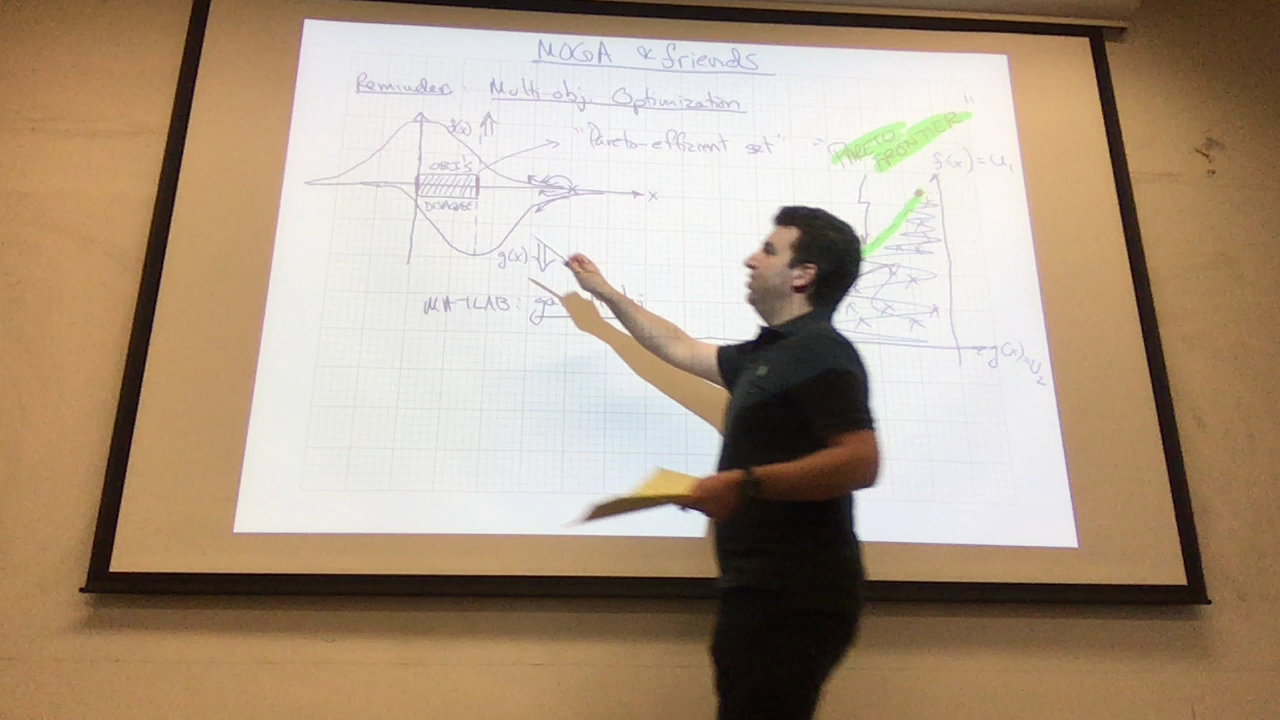 MOGA & friends
Reminder: Multi-obj. Optimization
f(x)
"Pareto-efficient set" = "PARETO FRONTIER"
f(x)=U₁
OBJ'S
DISAGREE
x
g(x)
MATLAB:
g(x)=U₂